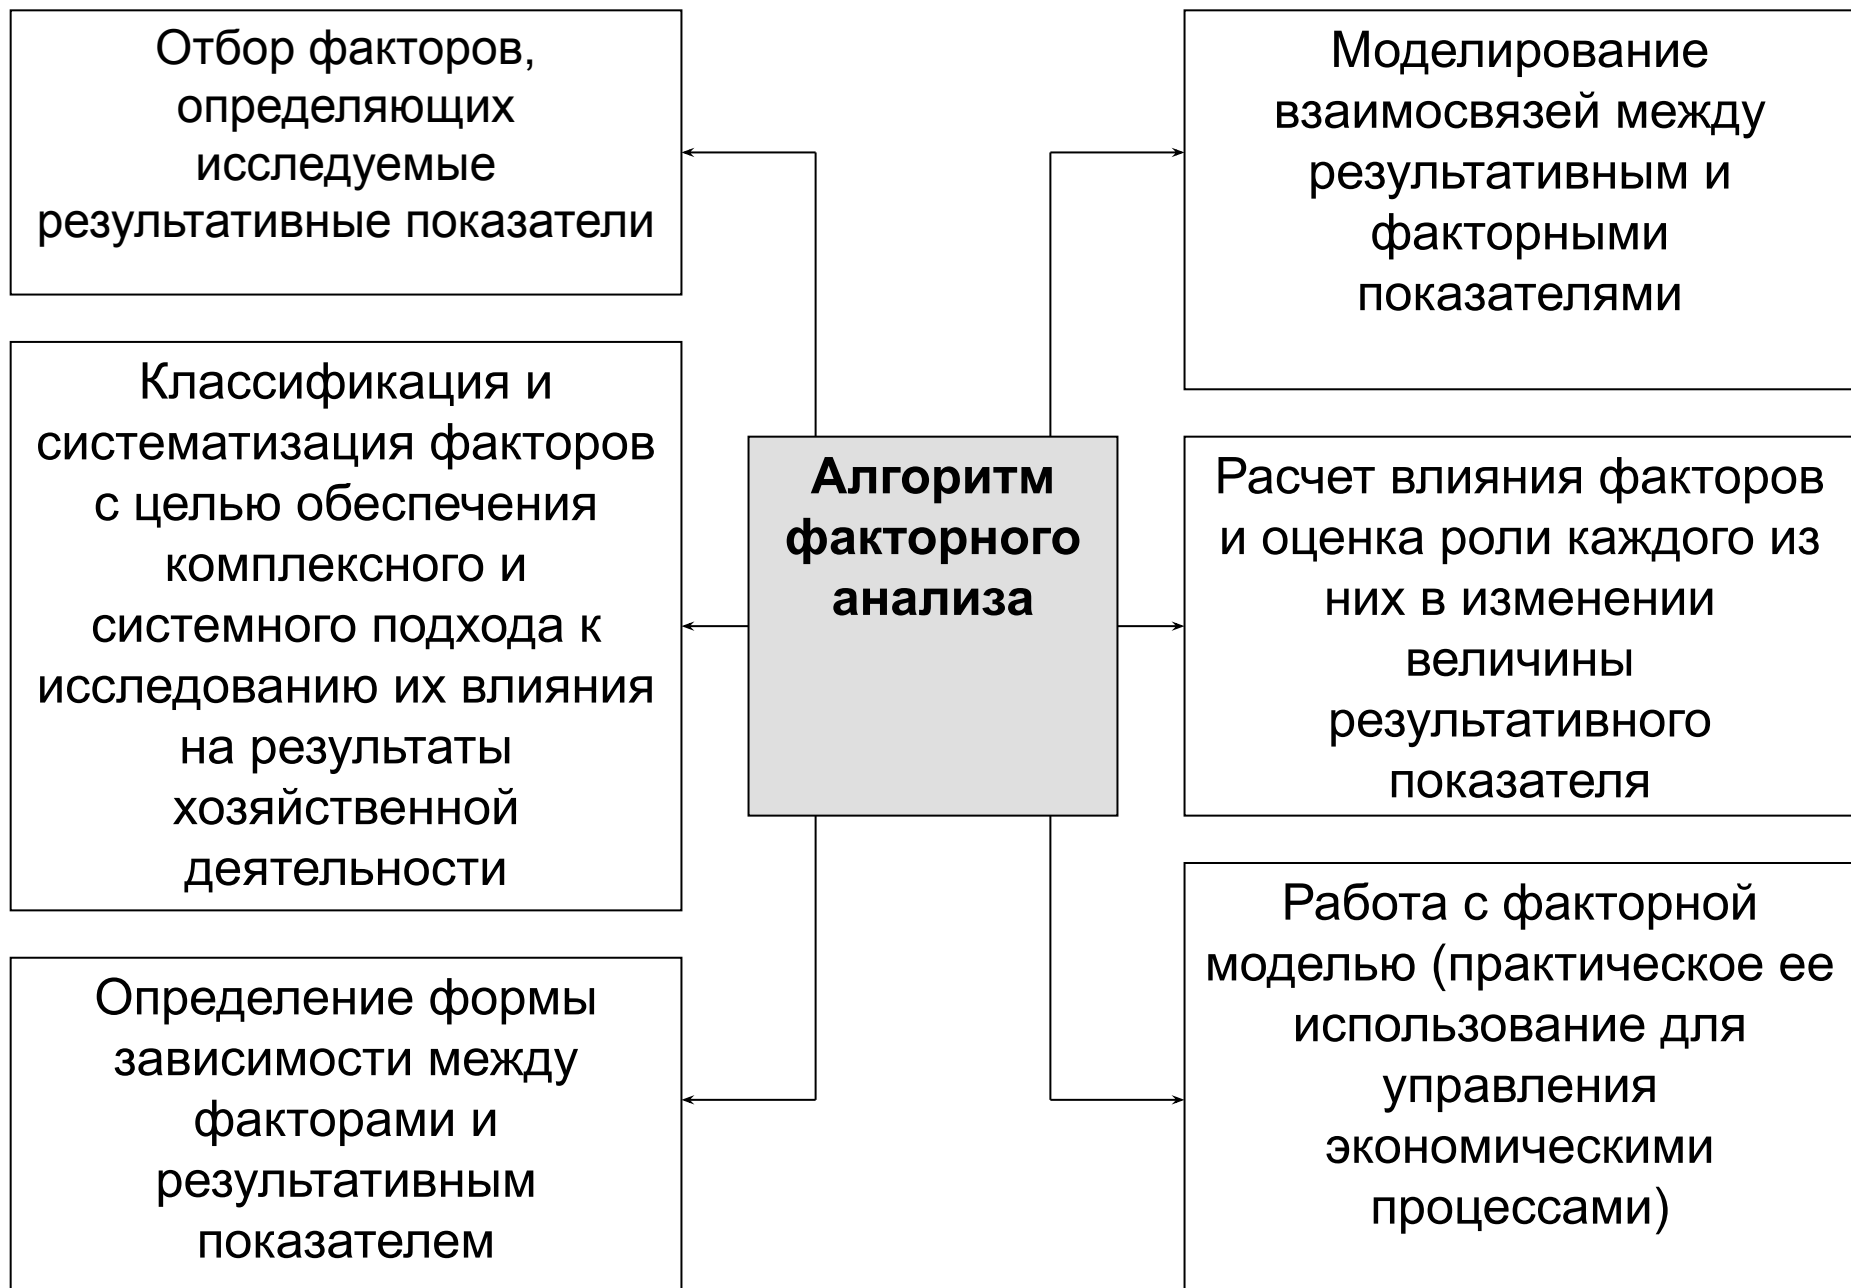 Отбор факторов,
определяющих
исследуемые
результативные показатели
Классификация и
систематизация факторов
с целью обеспечения
комплексного и
системного подхода к
исследованию их влияния
на результаты
хозяйственной
деятельности
Определение формы
зависимости между
факторами и
результативным
показателем
Алгоритм
факторного
анализа
Моделирование
взаимосвязей между
результативным и
факторными
показателями
Расчет влияния факторов
и оценка роли каждого из
них в изменении
величины
результативного
показателя
Работа с факторной
моделью (практическое ее
использование для
управления
экономическими
процессами)